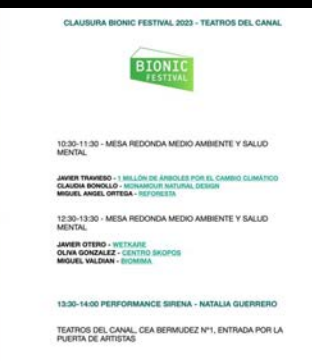 CLAUSURA BIONIC FESTIVAL 2023 - TEATROS DEL CANAL
BIONIC
FESTIVAL
10:30-11:30 - MESA REDONDA MEDIO AMBIENTE Y SALUD
MENTAL
JAVIER TRAVIESO - 1 MILLÓN DE ÁRBOLES POR EL CAMBIO CLIMÁTICO
CLAUDIA BONOLLO - MONAMOUR NATURAL DESIGN
MIGUEL ANGEL ORTEGA - REFORESTA
12:30-13:30 - MESA REDONDA MEDIO AMBIENTE Y SALUD
MENTAL
JAVIER OTERO - WETKARE
OLIVA GONZALEZ - CENTRO SKOPOS
MIGUEL VALDIAN - BIOMIMA
13:30-14:00 PERFORMANCE SIRENA - NATALIA GUERRERO
TEATROS DEL CANAL, CEA BERMUDEZ Nº1, ENTRADA POR LA
PUERTA DE ARTISTAS